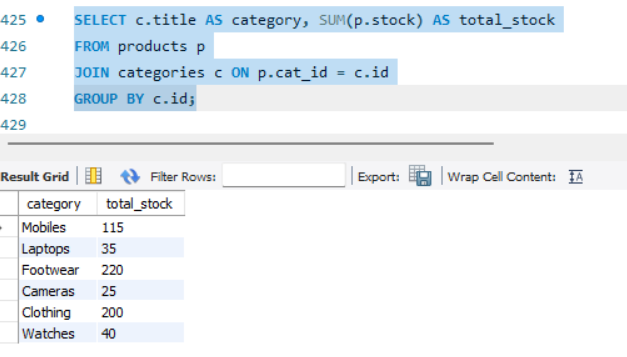 425 SELECT c.title AS category, SUM(p.stock) AS total_stock
426 FROM products p
427 JOIN categories c ON p.cat_id = c.id
428 GROUP BY c.id;
429
Result Grid Filter Rows: Export: Wrap Cell Content:
category total_stock
Mobiles 115
Laptops 35
Footwear 220
Cameras 25
Clothing 200
Watches 40